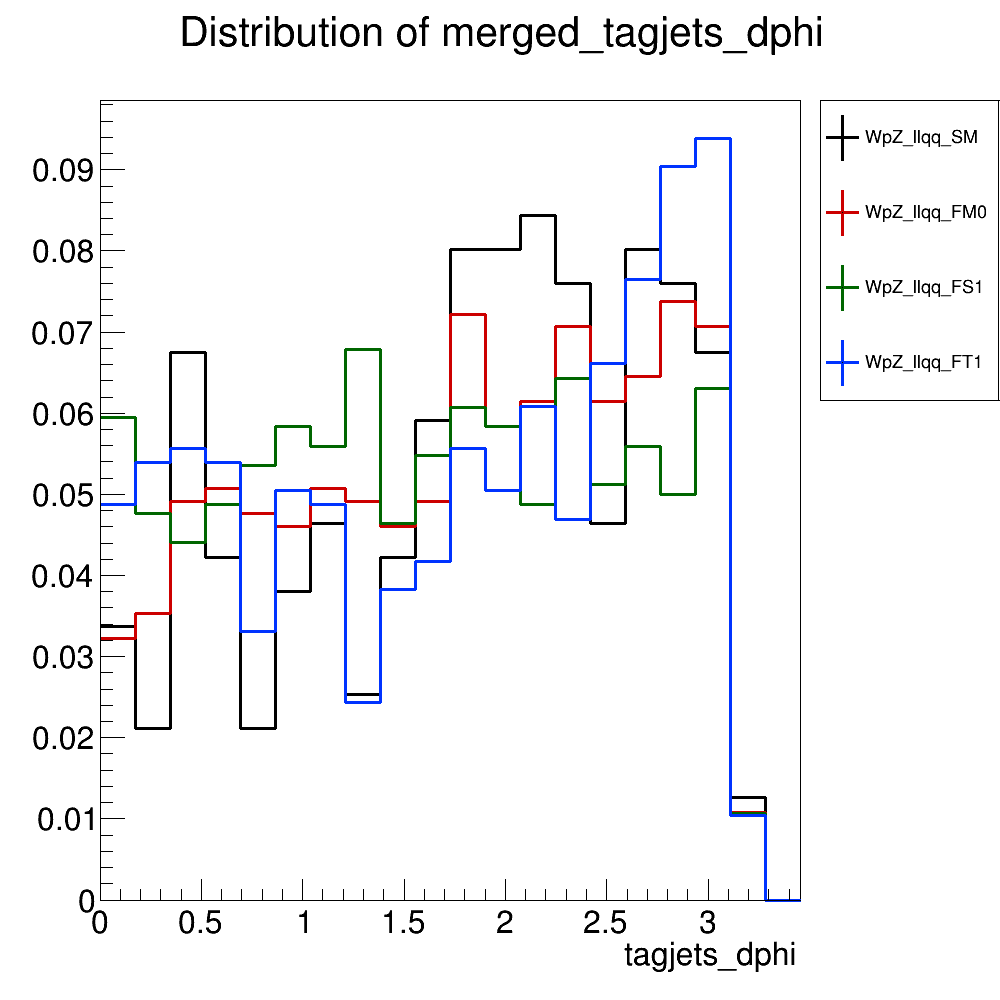 Distribution of merged_tagjets_dphi
WpZ_llqq_SM
WpZ_llqq_FM0
WpZ_llqq_FS1
WpZ_llqq_FT1
0.09
0.08
0.07
0.06
0.05
0.04
0.03
0.02
0.01
0
0 0.5 1 1.5 2 2.5 3
tagjets_dphi